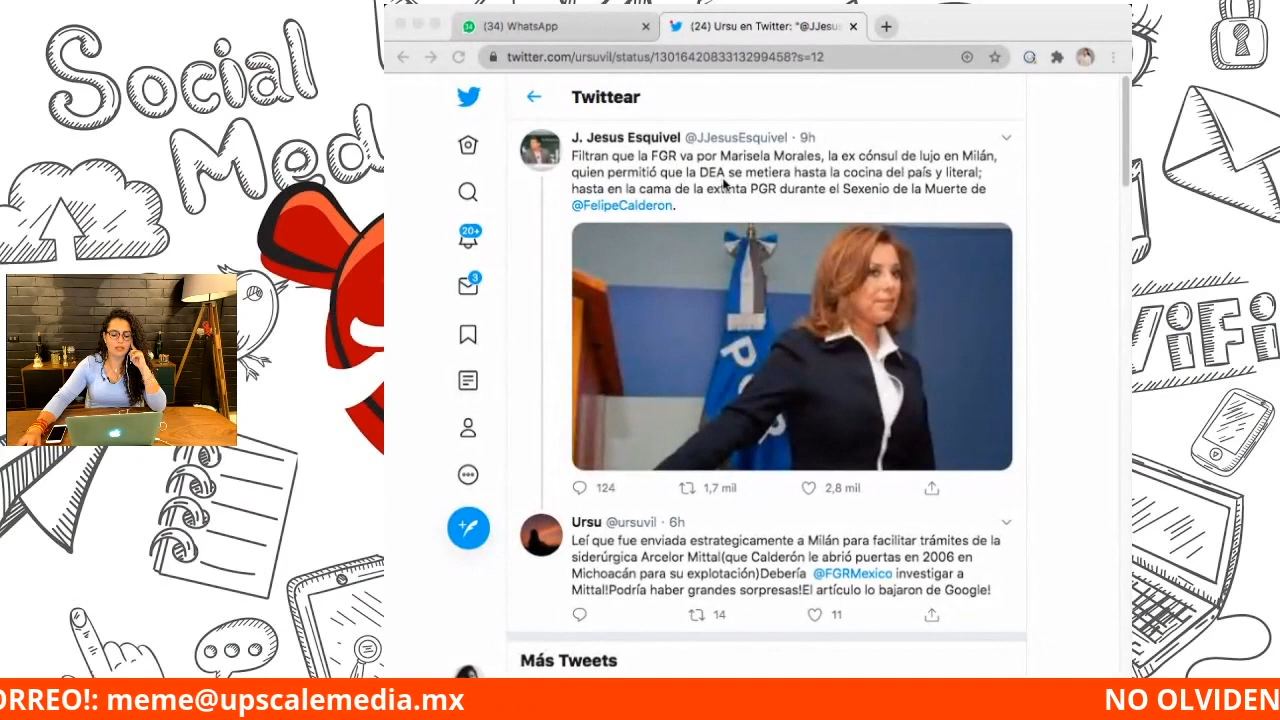 Social
Med
WiFi
(34) WhatsApp
(24) Ursu en Twitter: "@JJesu
twitter.com/ursuvil/status/1301642083313299458?s=12
Twittear
J. Jesus Esquivel @JJesusEsquivel · 9h
Filtran que la FGR va por Marisela Morales, la ex cónsul de lujo en Milán,
quien permitió que la DEA se metiera hasta la cocina del país y literal;
hasta en la cama de la extinta PGR durante el Sexenio de la Muerte de
@FelipeCalderon.
20+
3
PG
124
1,7 mil
2,8 mil
Ursu @ursuvil · 6h
Leí que fue enviada estrategicamente a Milán para facilitar trámites de la
siderúrgica Arcelor Mittal(que Calderón le abrió puertas en 2006 en
Michoacán para su explotación)Debería @FGRMexico investigar a
Mittal!Podría haber grandes sorpresas!El artículo lo bajaron de Google!
14
11
Más Tweets
ORREO!: meme@upscalemedia.mx
NO OLVIDEN